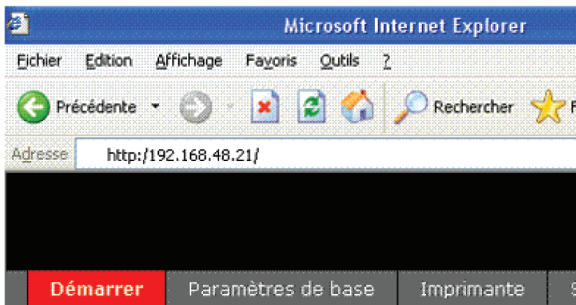 Microsoft Internet Explorer
Fichier Edition Affichage Favoris Outils ?
Précédente Rechercher
Adresse http:/192.168.48.21/
Démarrer Paramètres de base Imprimante